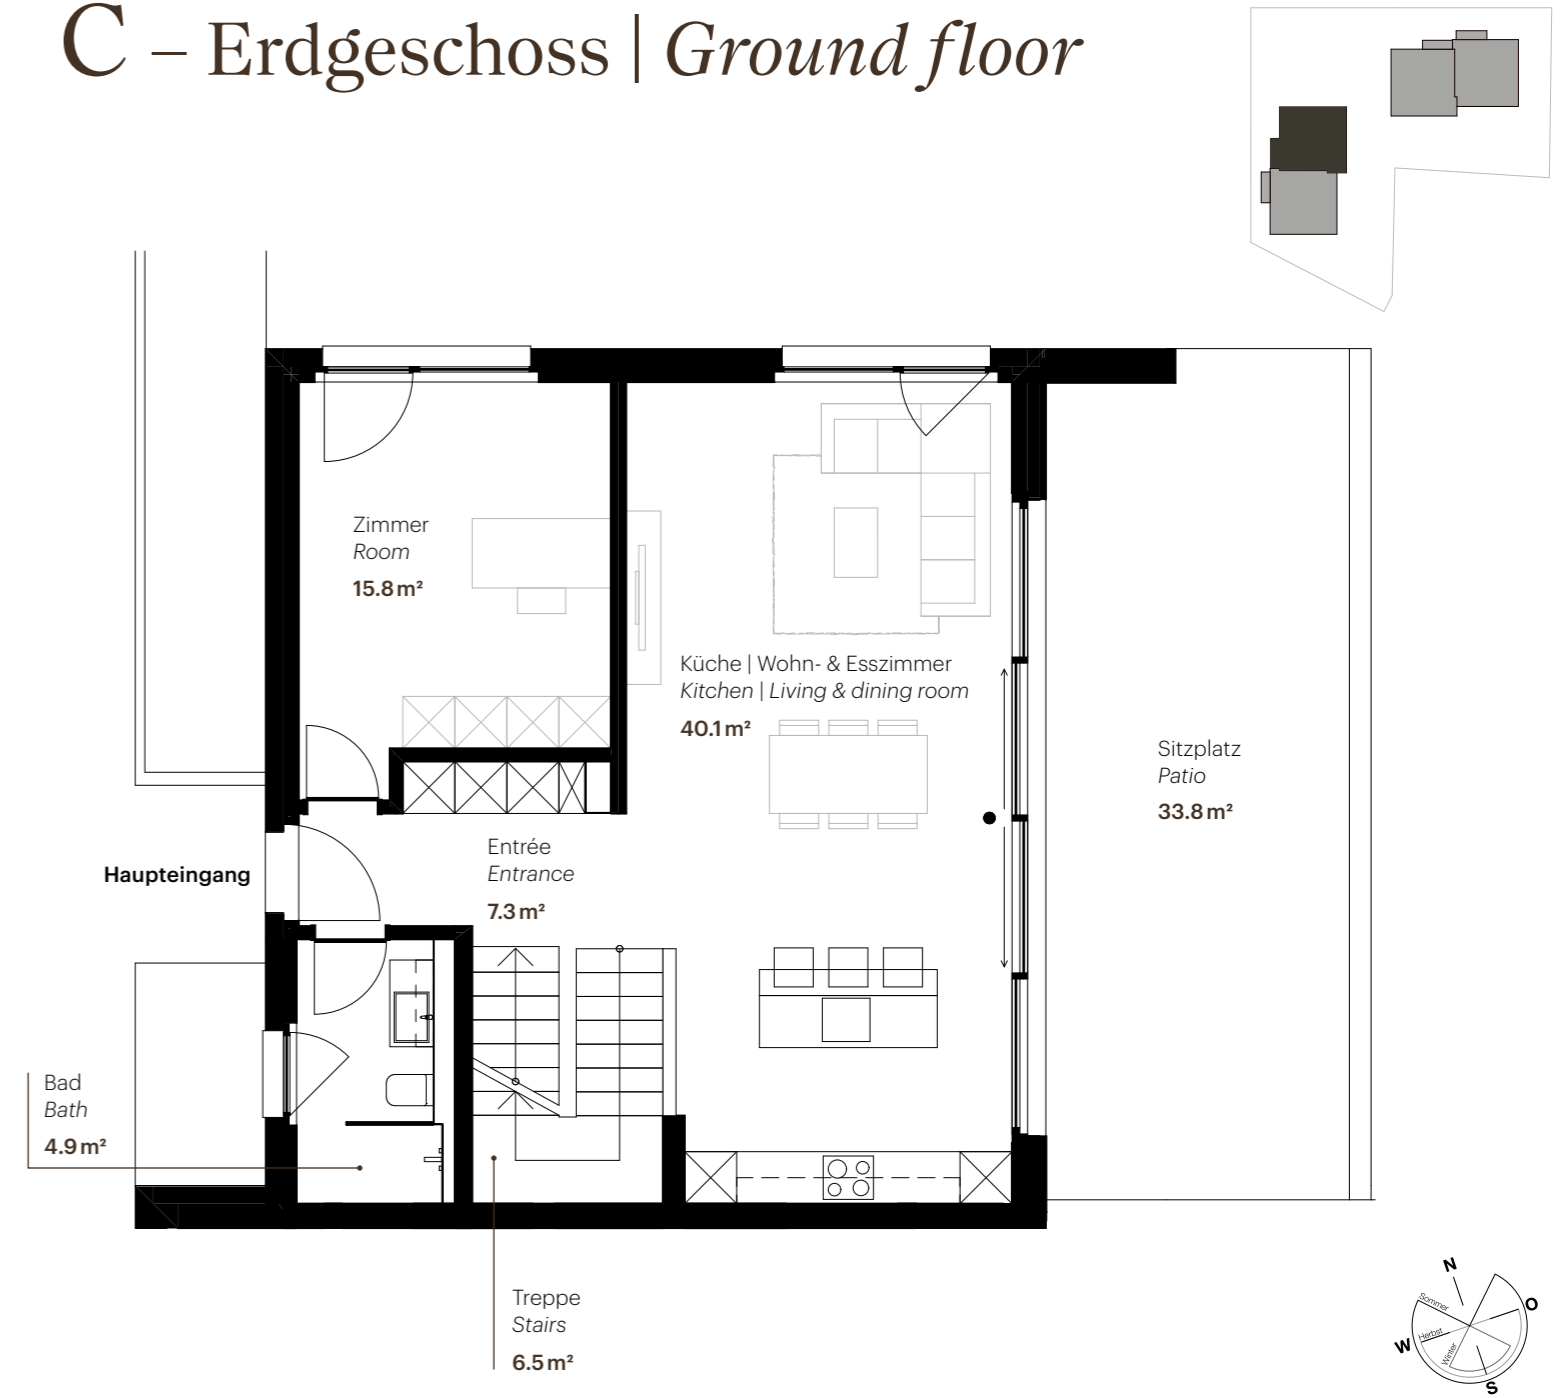 C – Erdgeschoss | Ground floor
Zimmer
Room
15.8 m²
Küche | Wohn- & Esszimmer
Kitchen | Living & dining room
40.1 m²
Sitzplatz
Patio
33.8 m²
Entrée
Entrance
7.3 m²
Haupteingang
Bad
Bath
4.9 m²
Treppe
Stairs
6.5 m²
N
O
S
W
Sommer
Herbst
Winter